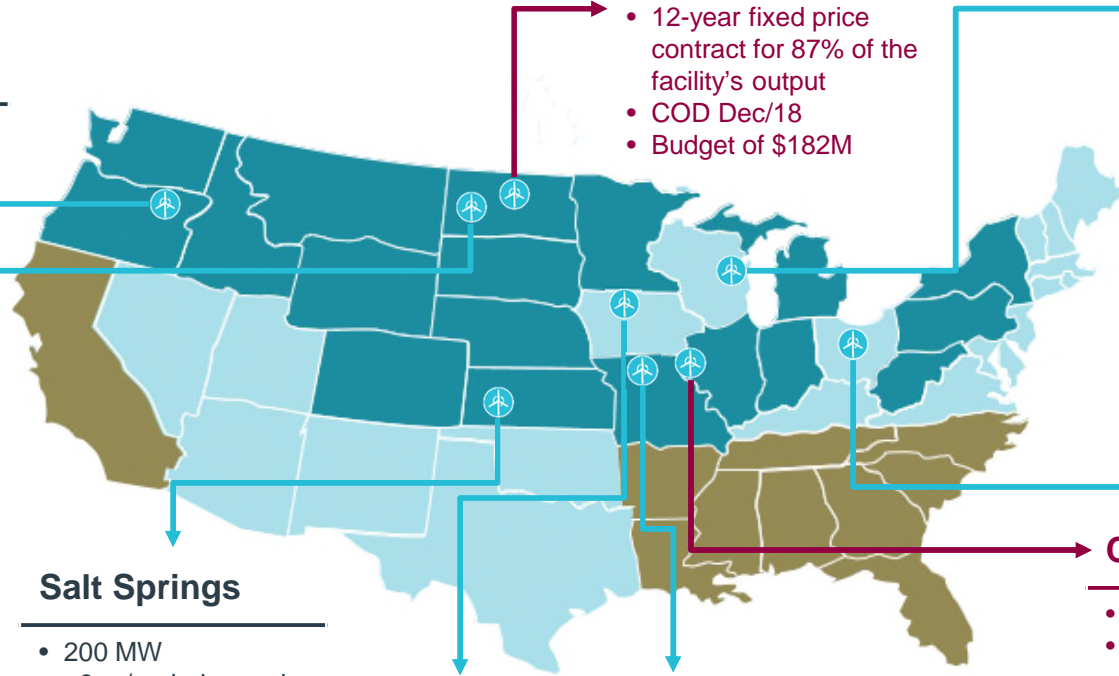 • 12-year fixed price
contract for 87% of the
facility's output
• COD Dec/18
• Budget of $182M
Salt Springs
• 200 MW